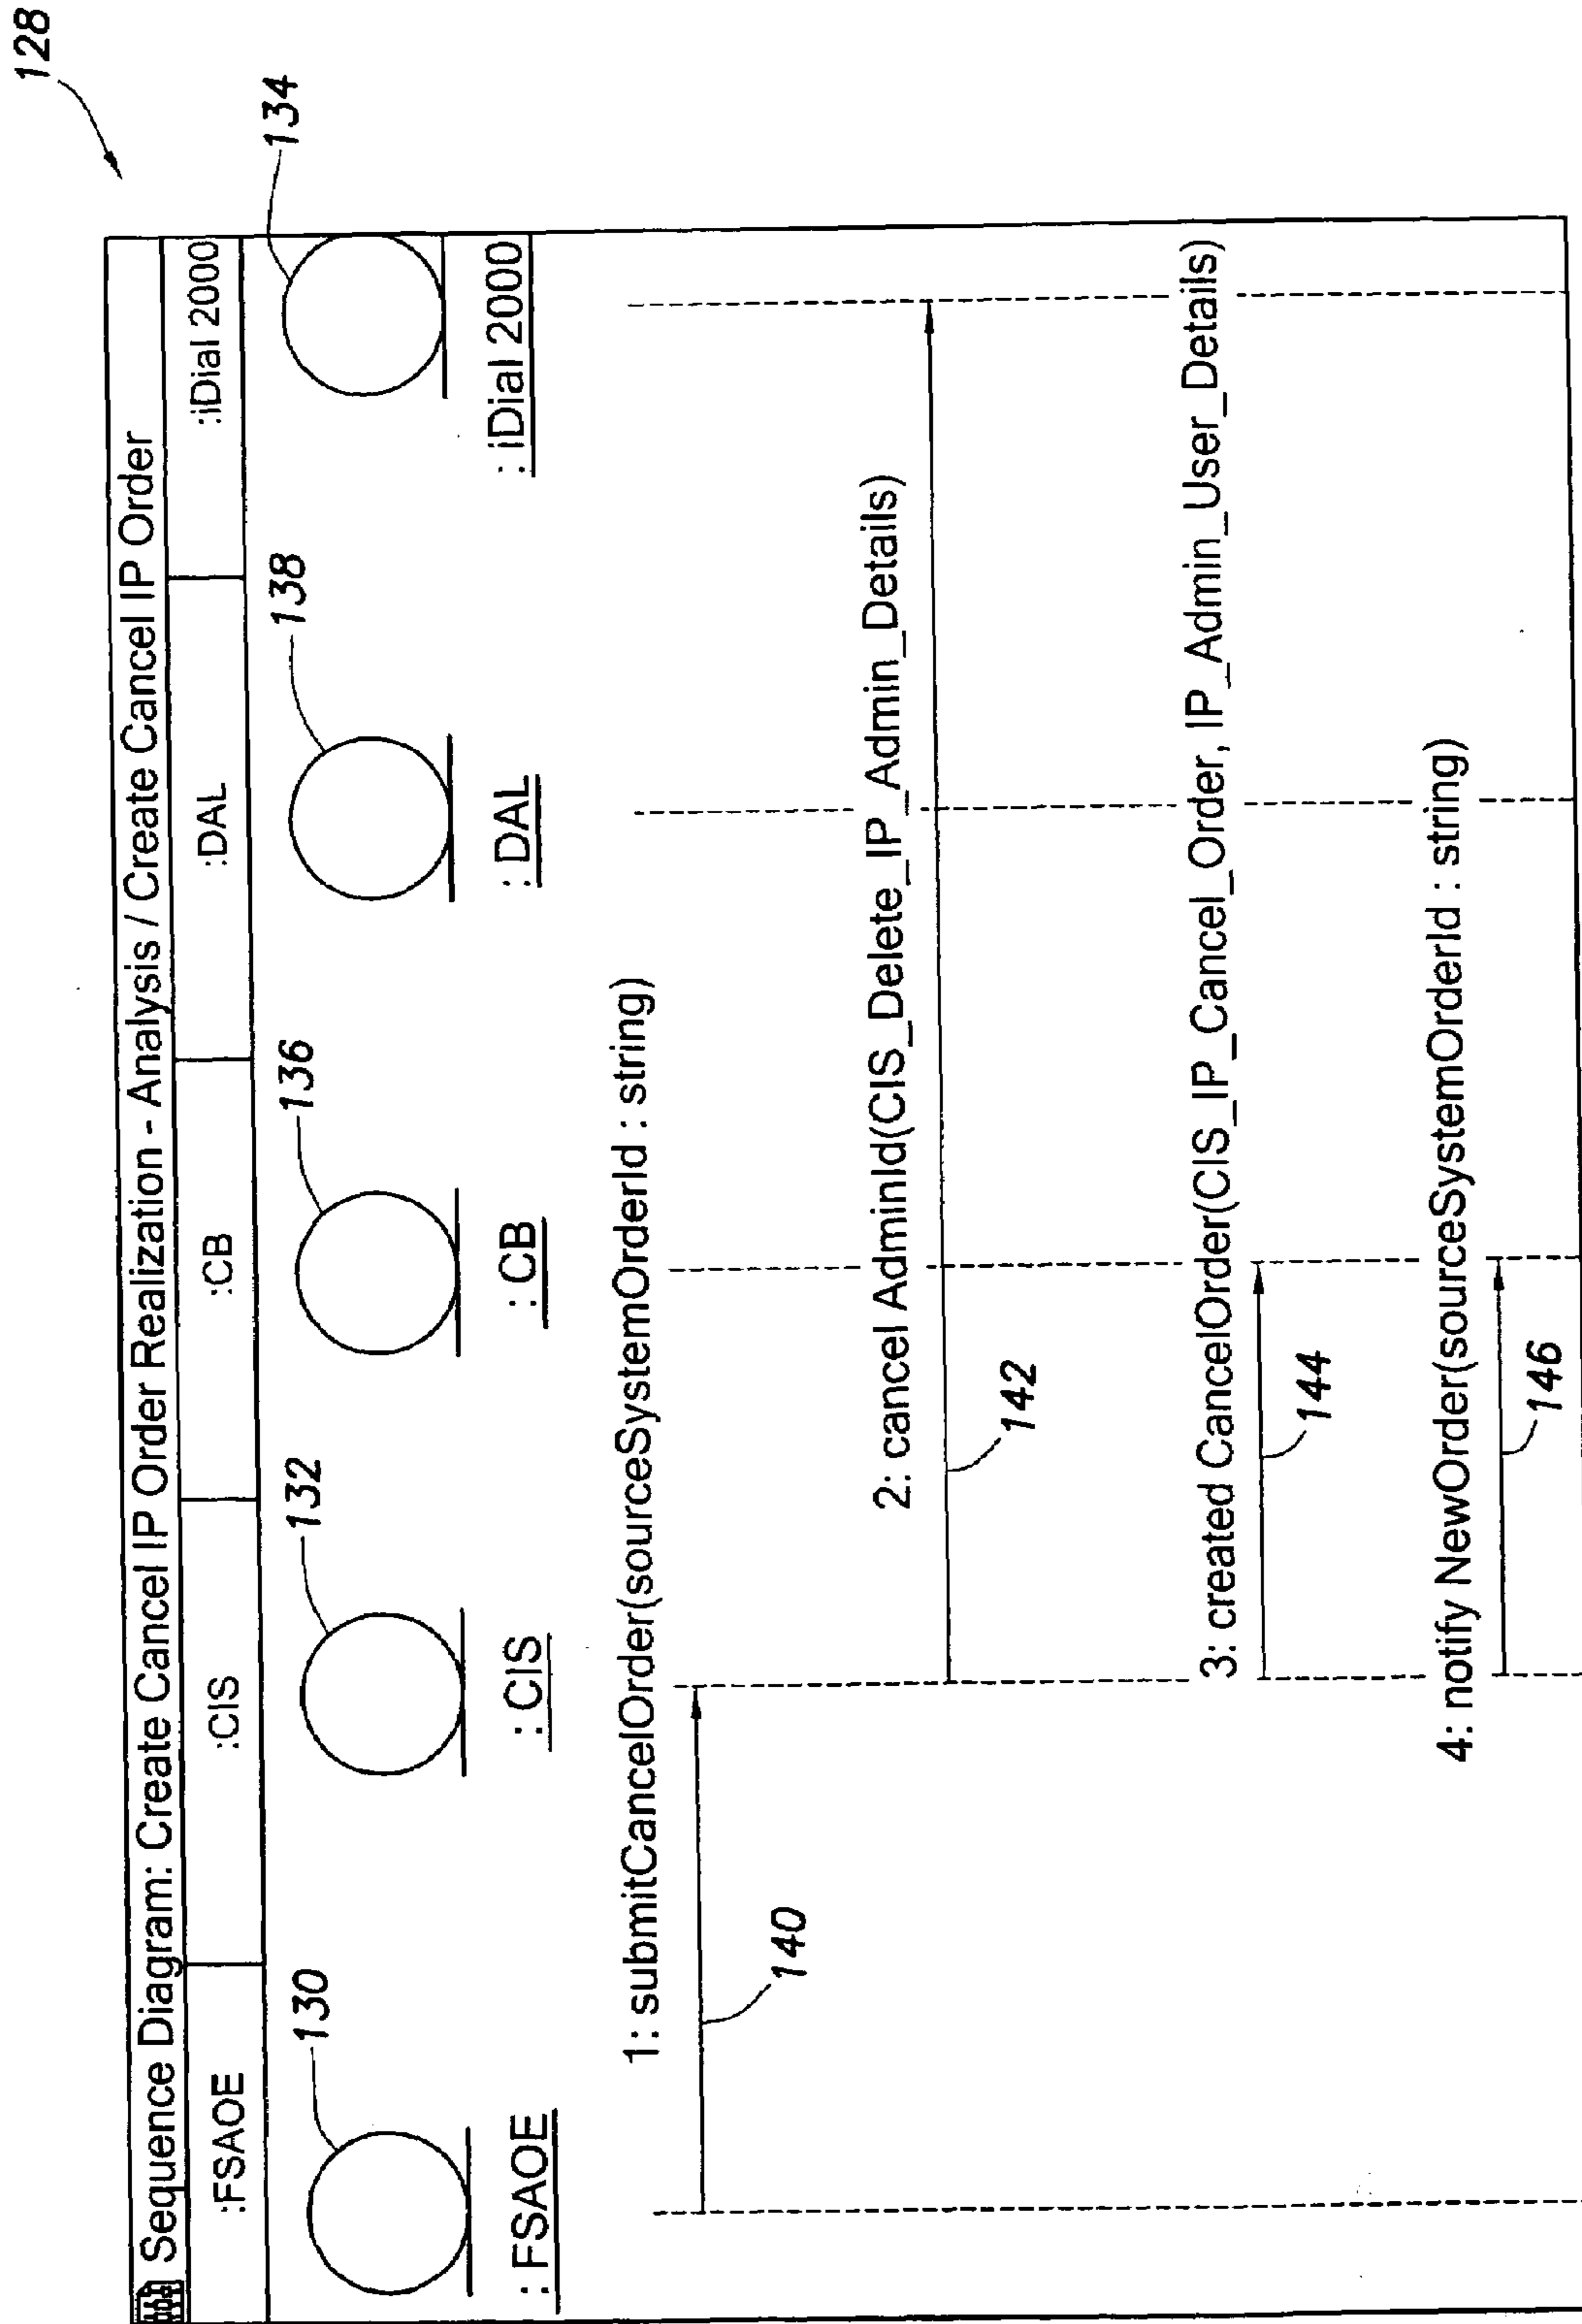 128
Sequence Diagram: Create Cancel IP Order Realization - Analysis / Create Cancel IP Order
:FSAOE :CIS :CB :DAL :iDial 2000
130 132 136 138 134
: FSAOE : CIS : CB : DAL : iDial 2000
1: submitCancelOrder(sourceSystemOrderId : string)
140
2: cancel AdminId(CIS_Delete_IP_Admin_Details)
142
3: created CancelOrder(CIS_IP_Cancel_Order, IP_Admin_User_Details)
144
4: notify NewOrder(sourceSystemOrderId : string)
146